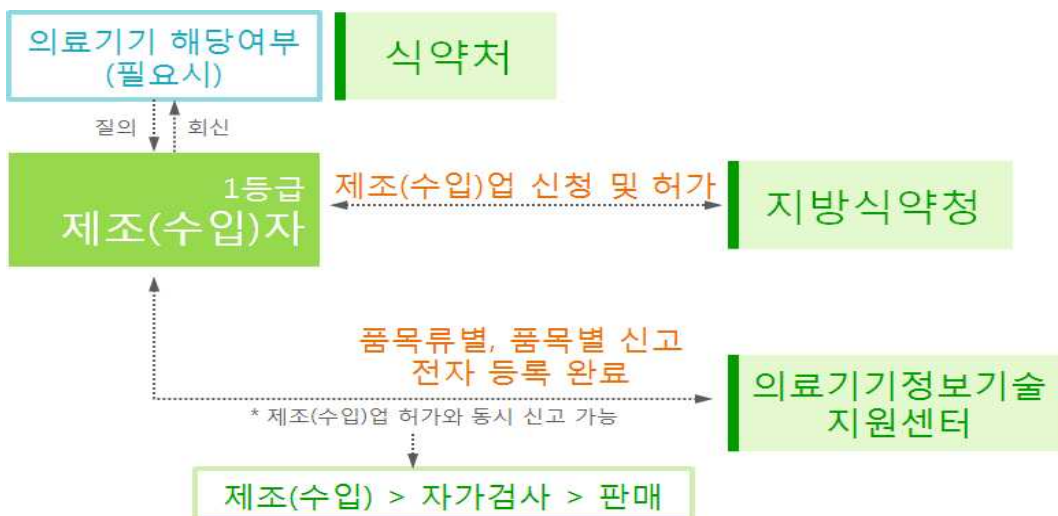 의료기기 해당여부
(필요시)
식약처
질의
회신
1등급
제조(수입)자
제조(수입)업 신청 및 허가
지방식약청
품목류별, 품목별 신고
전자 등록 완료
* 제조(수입)업 허가와 동시 신고 가능
의료기기정보기술
지원센터
제조(수입) > 자가검사 > 판매